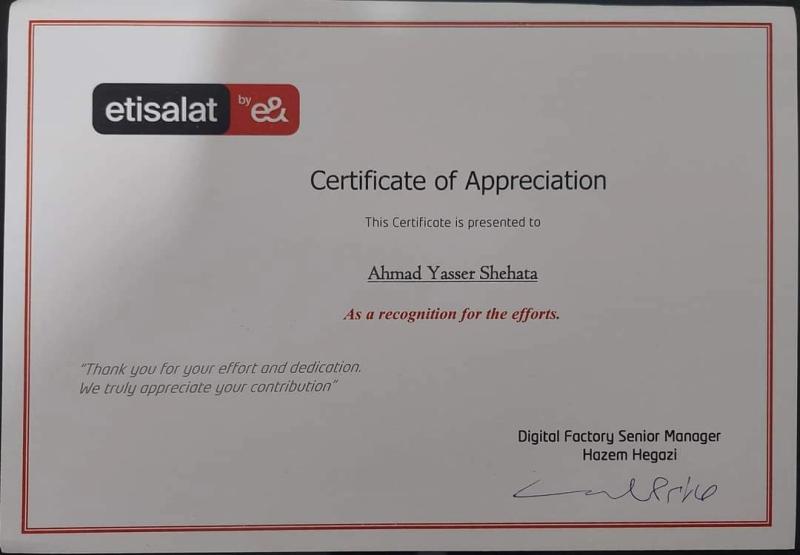 etisalat by e&
Certificate of Appreciation
This Certificate is presented to
Ahmad Yasser Shehata
As a recognition for the efforts.
"Thank you for your effort and dedication.
We truly appreciate your contribution"
Digital Factory Senior Manager
Hazem Hegazi